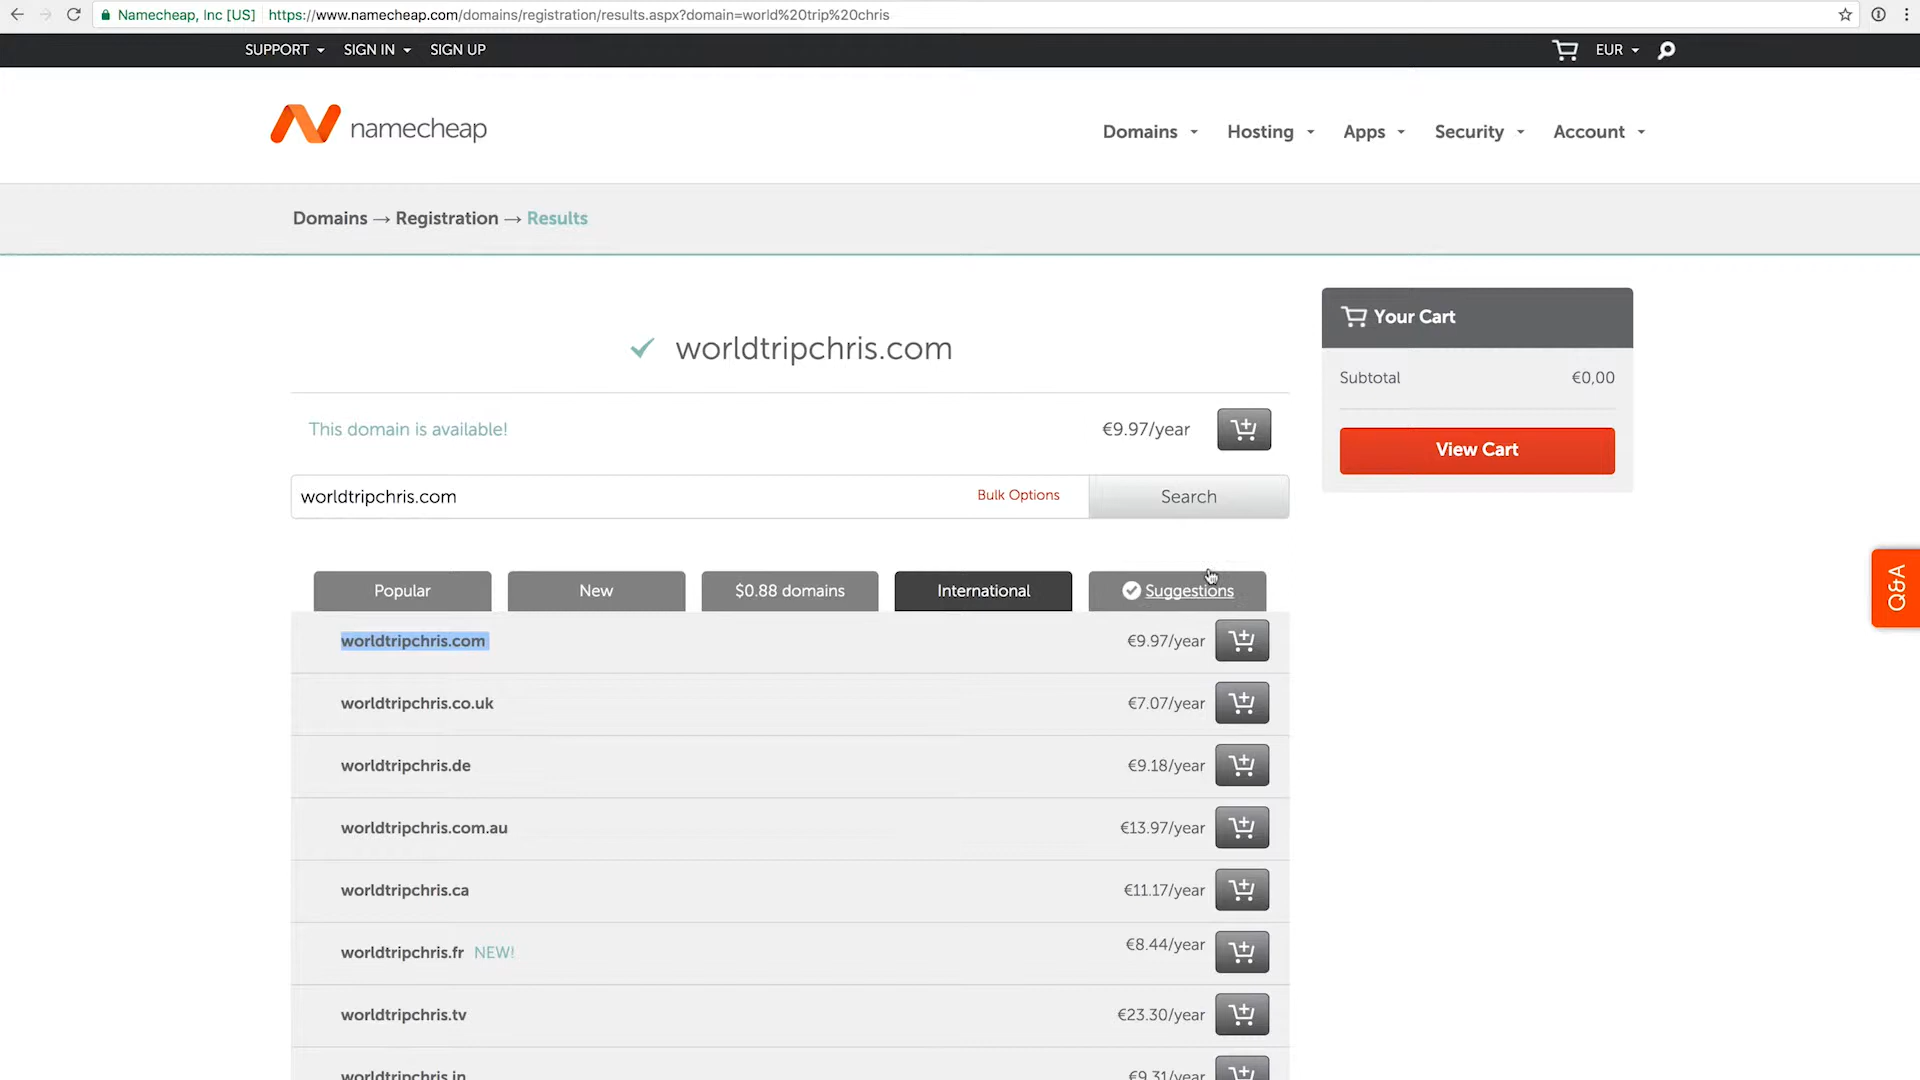 Namecheap, Inc [US] https://www.namecheap.com/domains/registration/results.aspx?domain=world%20trip%20chris
SUPPORT SIGN IN SIGN UP EUR
namecheap Domains Hosting Apps Security Account
Domains → Registration → Results
Your Cart
worldtripchris.com
Subtotal €0,00
This domain is available! €9.97/year
View Cart
worldtripchris.com Bulk Options Search
Q&A
Popular New $0.88 domains International Suggestions
worldtripchris.com €9.97/year
worldtripchris.co.uk €7.07/year
worldtripchris.de €9.18/year
worldtripchris.com.au €13.97/year
worldtripchris.ca €11.17/year
worldtripchris.fr NEW! €8.44/year
worldtripchris.tv €23.30/year
worldtripchris.in €9.31/year